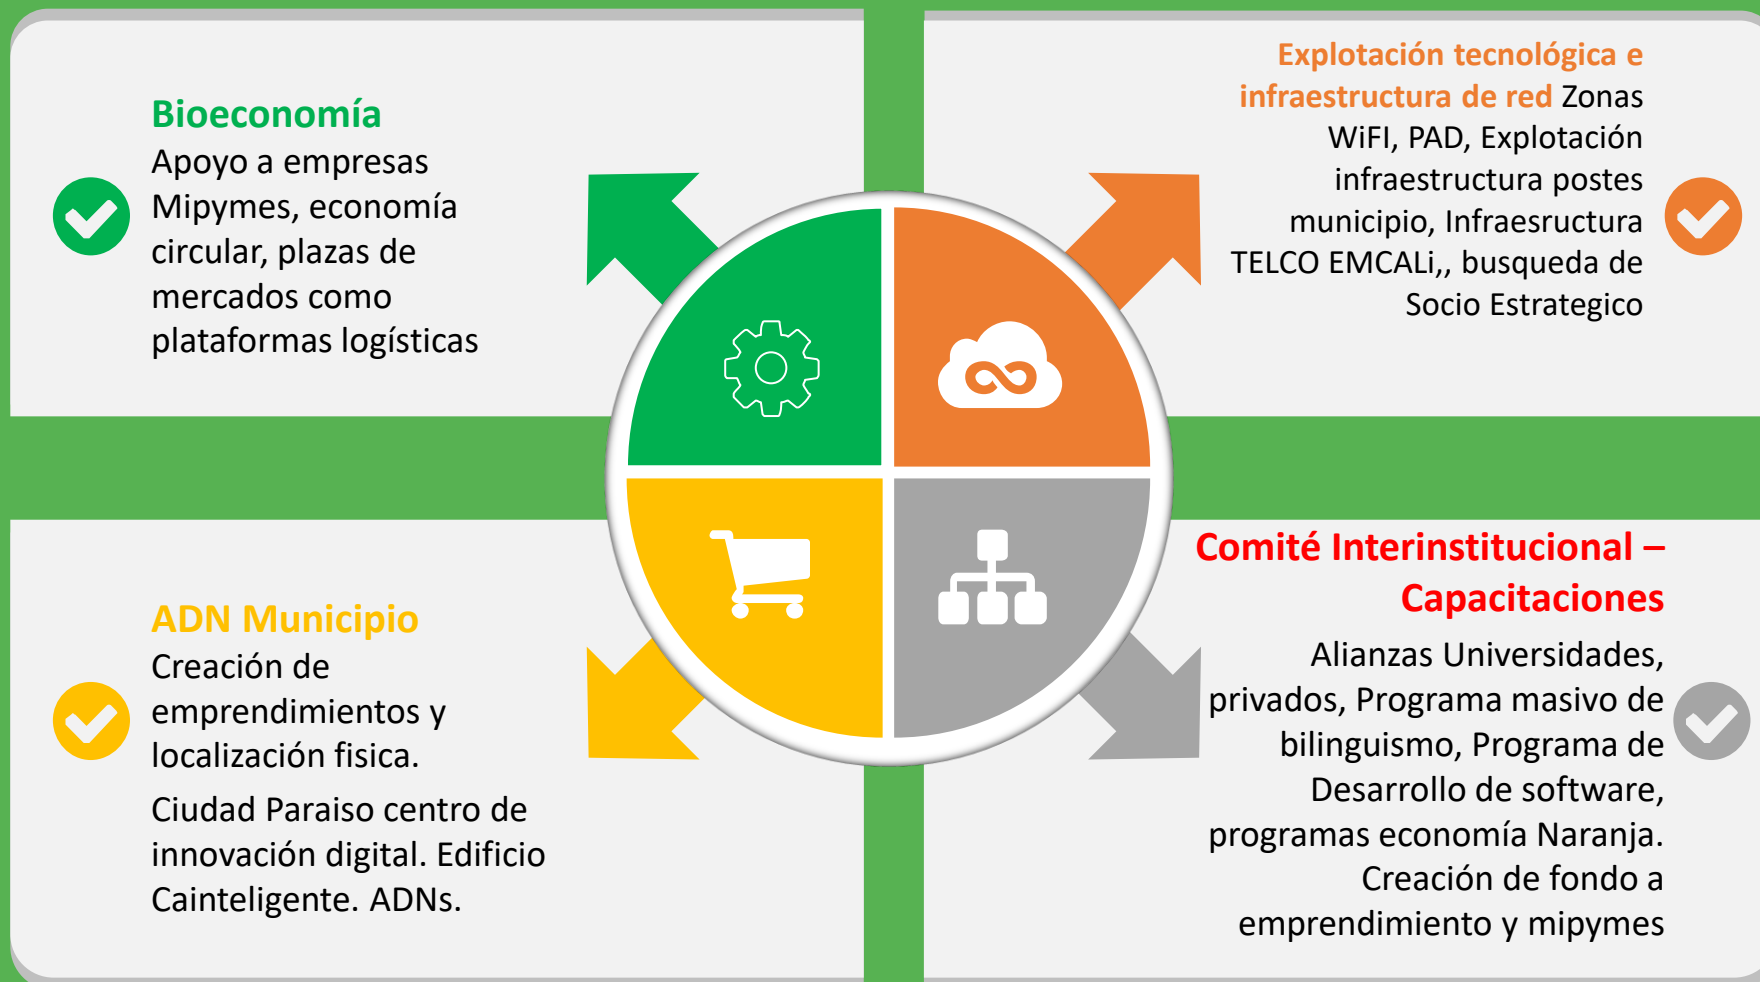 Bioeconomía
Apoyo a empresas
Mipymes, economía
circular, plazas de
mercados como
plataformas logísticas
Explotación tecnológica e
infraestructura de red Zonas
WiFI, PAD, Explotación
infraestructura postes
municipio, Infraesructura
TELCO EMCALi,, busqueda de
Socio Estrategico
ADN Municipio
Creación de
emprendimientos y
localización fisica.
Ciudad Paraiso centro de
innovación digital. Edificio
Cainteligente. ADNs.
Comité Interinstitucional –
Capacitaciones
Alianzas Universidades,
privados, Programa masivo de
bilinguismo, Programa de
Desarrollo de software,
programas economía Naranja.
Creación de fondo a
emprendimiento y mipymes